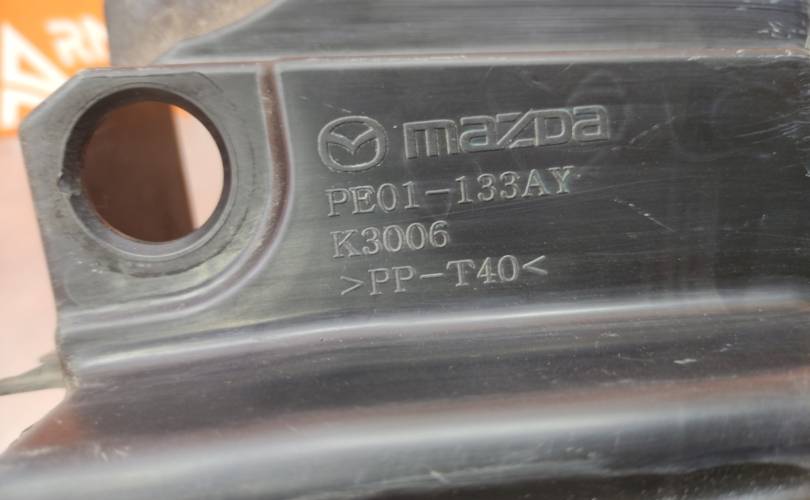 mazda
PE01-133AY
K3006
>PP-T40<